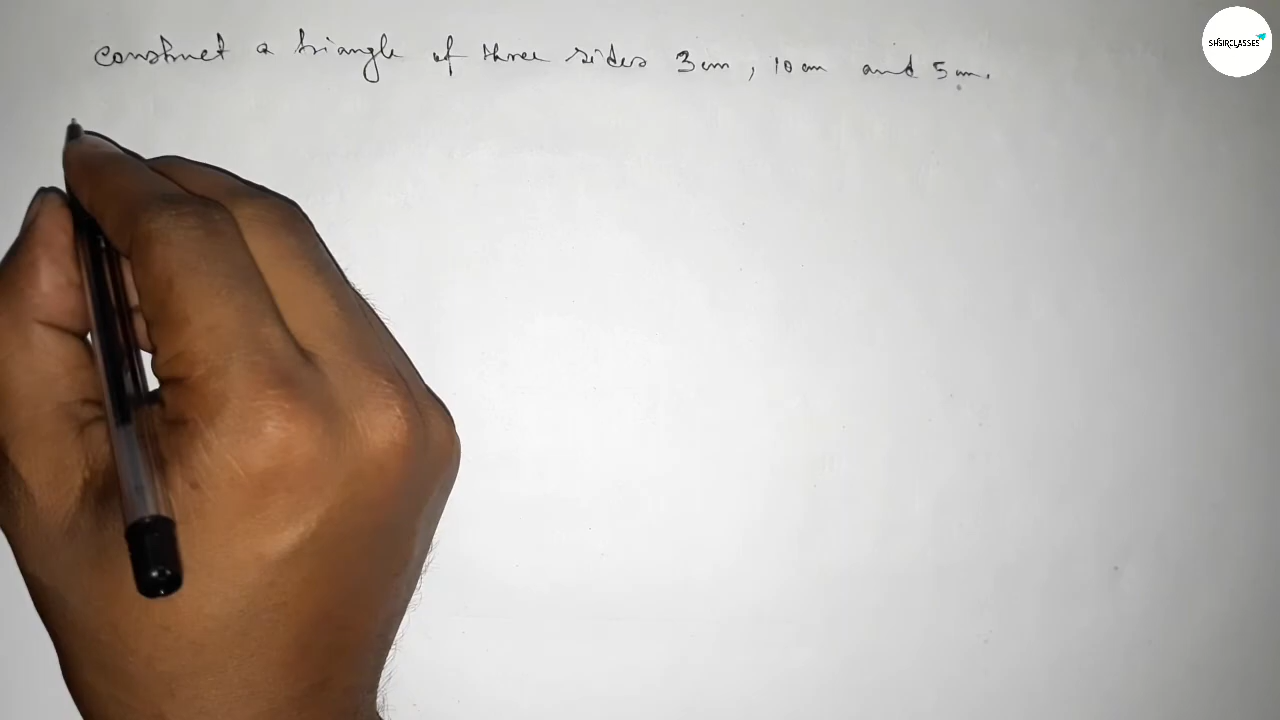 construct a triangle of three sides 3cm, 10cm and 5cm.
SHSIRCLASSES